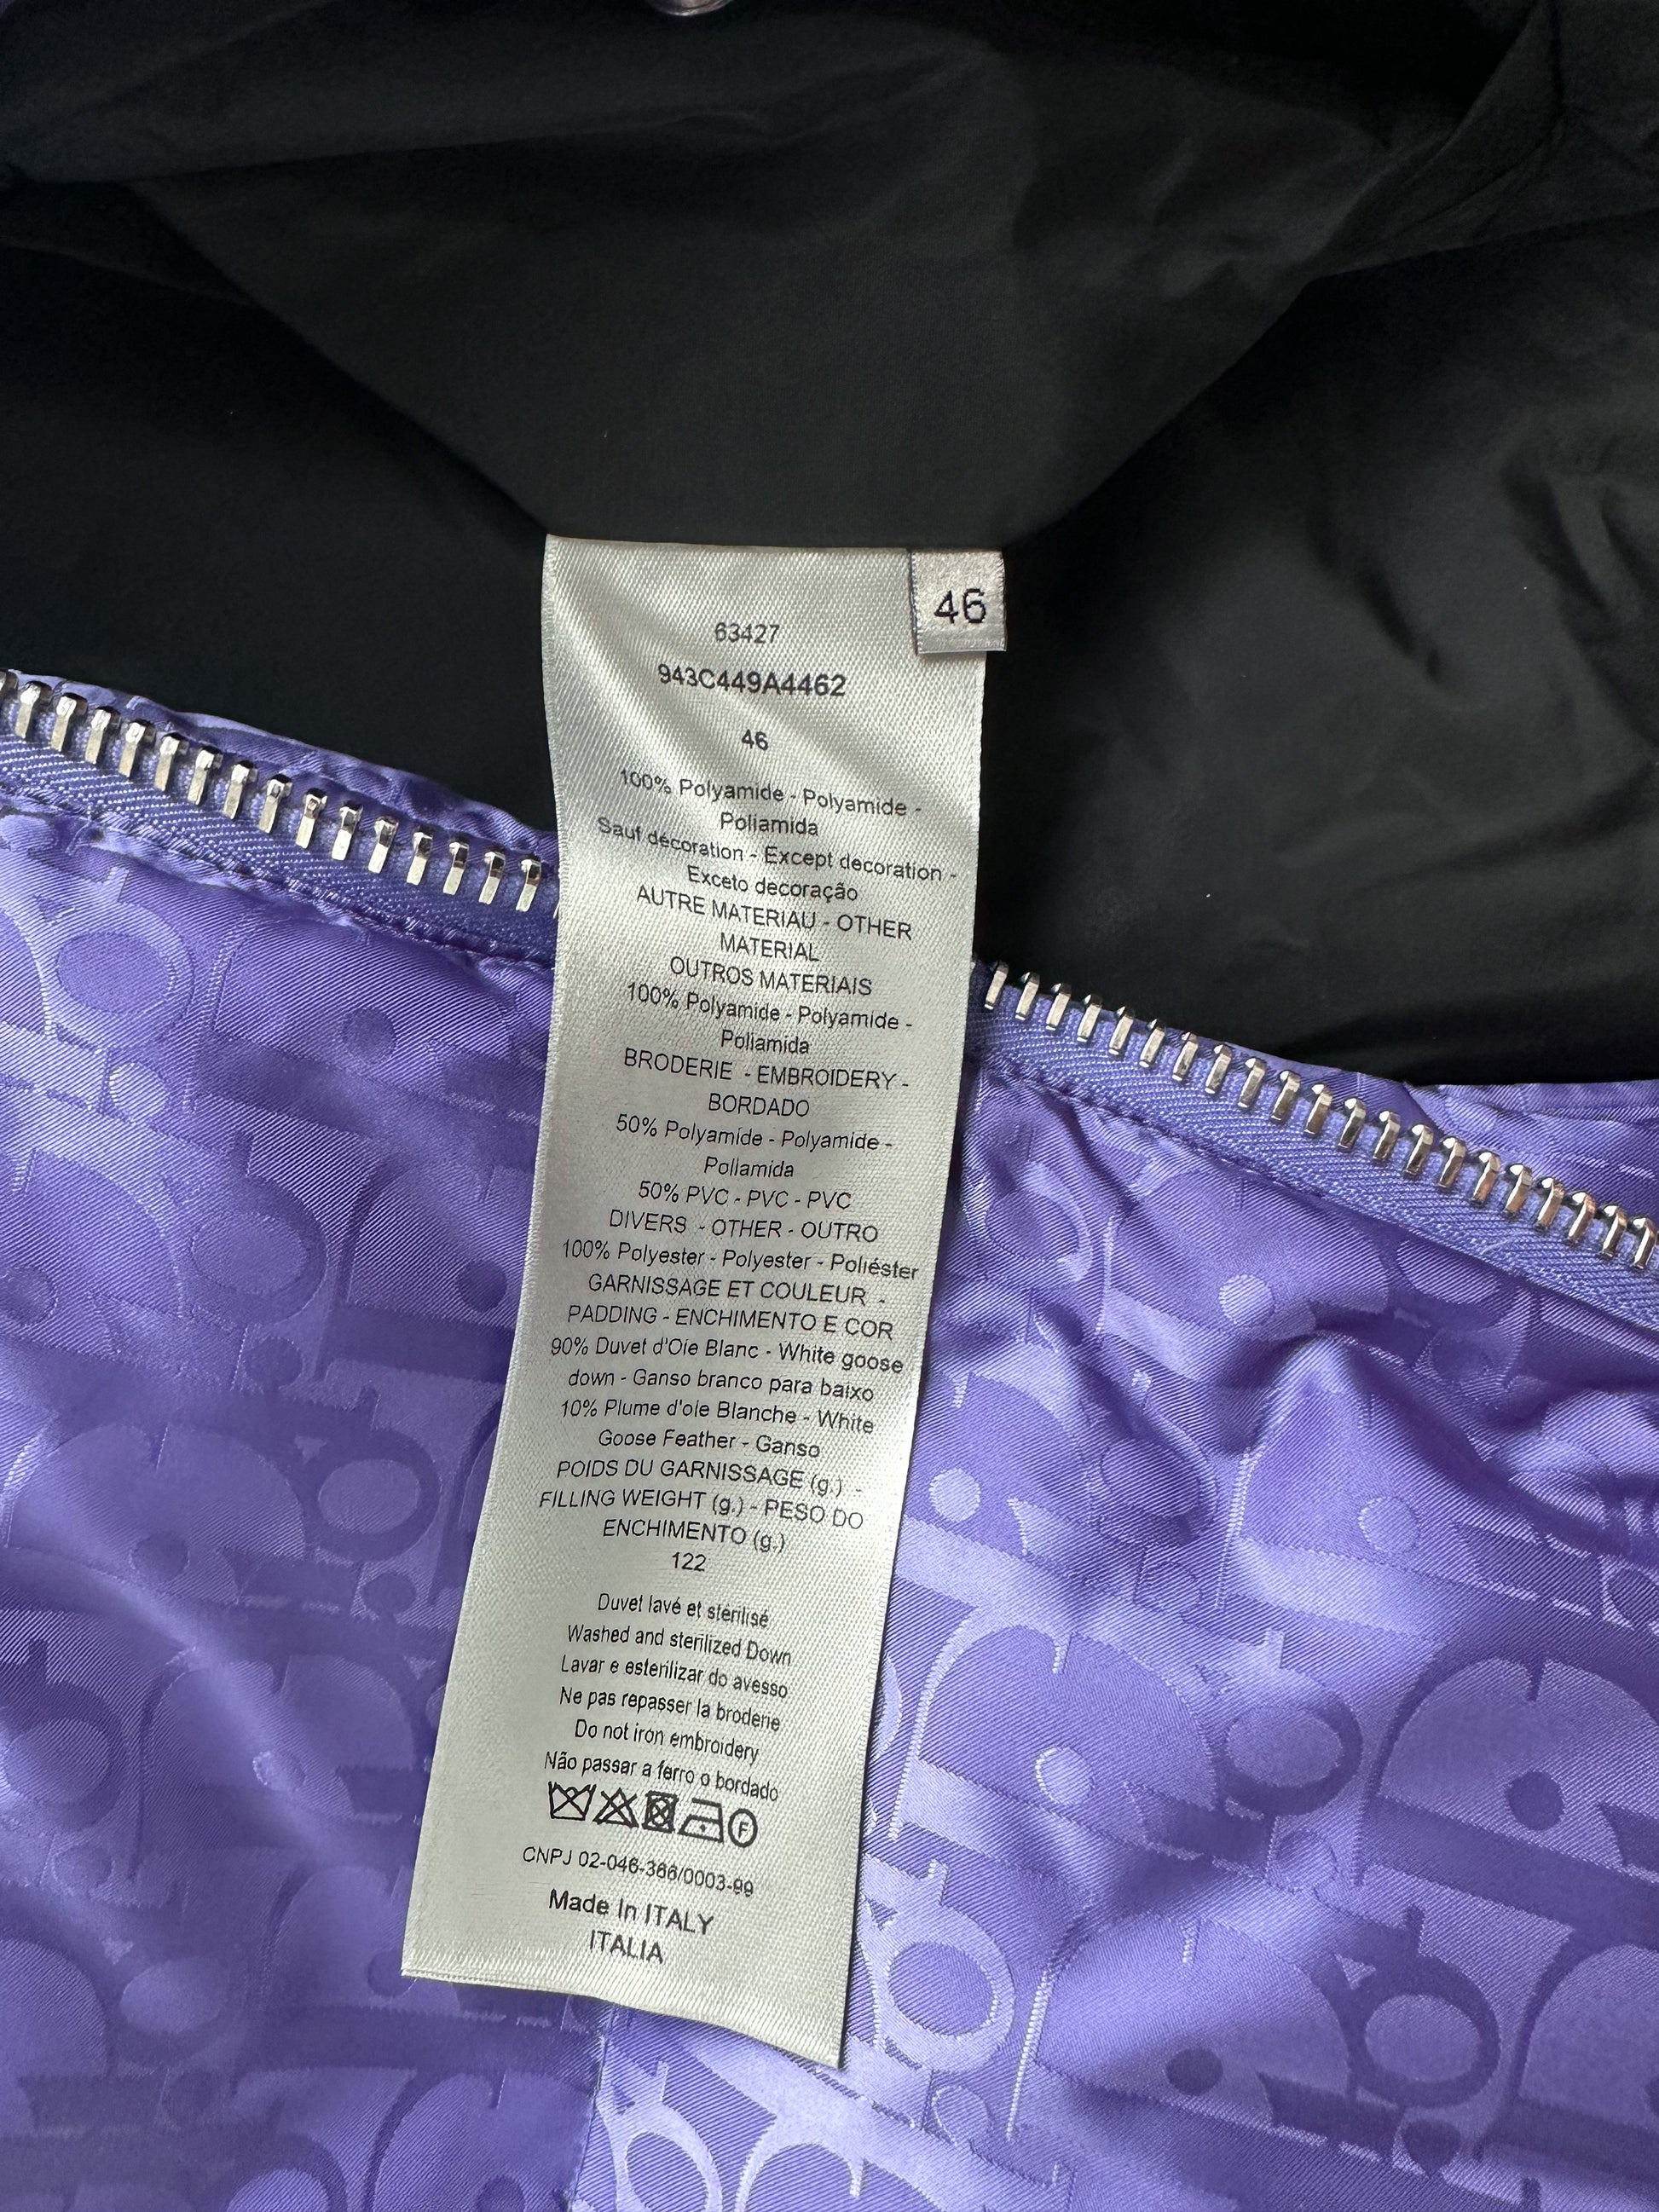 46
63427
943C449A4462
46
100% Polyamide - Polyamide -
Poliamida
Sauf décoration - Except decoration -
Exceto decoração
AUTRE MATERIAU - OTHER
MATERIAL
OUTROS MATERIAIS
100% Polyamide - Polyamide -
Poliamida
BRODERIE - EMBROIDERY -
BORDADO
50% Polyamide - Polyamide -
Poliamida
50% PVC - PVC - PVC
DIVERS - OTHER - OUTRO
100% Polyester - Polyester - Poliéster
GARNISSAGE ET COULEUR -
PADDING - ENCHIMENTO E COR
90% Duvet d'Oie Blanc - White goose
down - Ganso branco para baixo
10% Plume d'oie Blanche - White
Goose Feather - Ganso
POIDS DU GARNISSAGE (g.) -
FILLING WEIGHT (g.) - PESO DO
ENCHIMENTO (g.)
122
Duvet lavé et stérilisé
Washed and sterilized Down
Lavar e esterilizar do avesso
Ne pas repasser la broderie
Do not iron embroidery
Não passar a ferro o bordado
F
CNPJ 02-046-386/0003-99
Made In ITALY
ITALIA